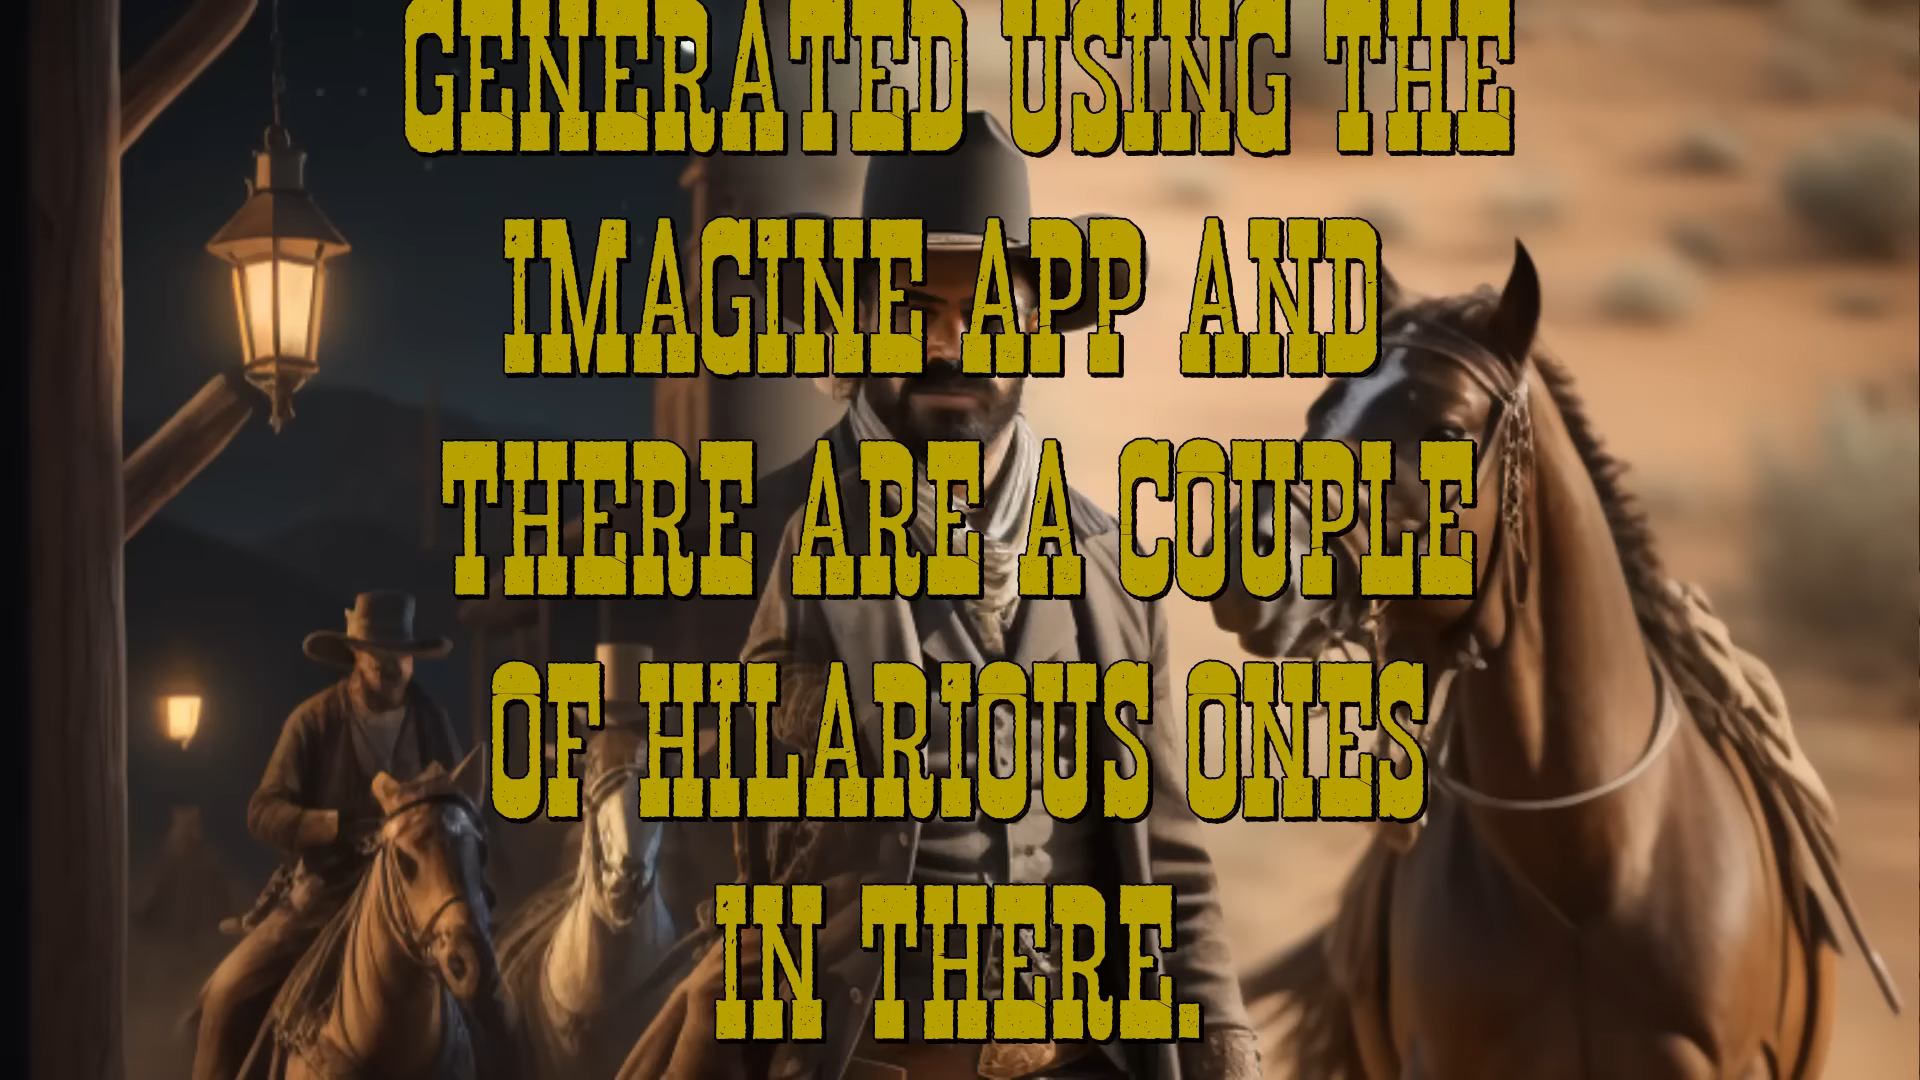 GENERATED USING THE
IMAGINE APP AND
THERE ARE A COUPLE
OF HILARIOUS ONES
IN THERE.